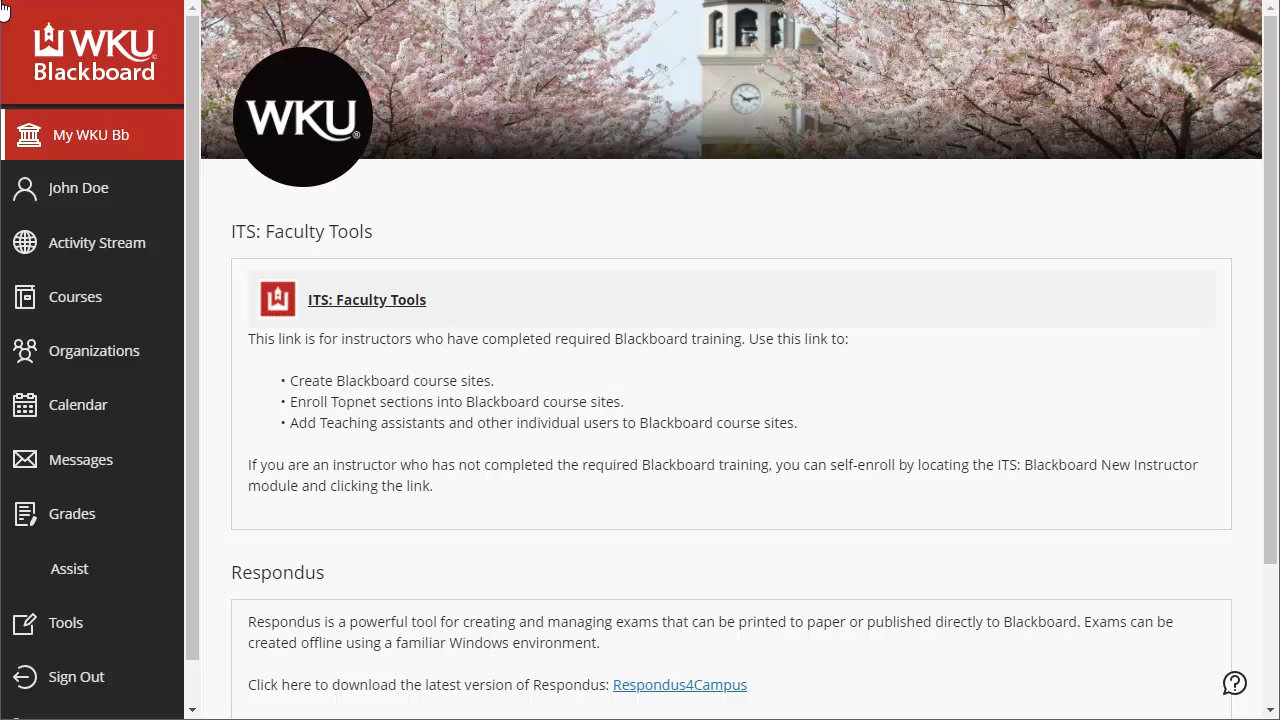 WKU
Blackboard
My WKU Bb
John Doe
Activity Stream
Courses
Organizations
Calendar
Messages
Grades
Assist
Tools
Sign Out
WKU®
ITS: Faculty Tools
ITS: Faculty Tools
This link is for instructors who have completed required Blackboard training. Use this link to:
• Create Blackboard course sites.
• Enroll Topnet sections into Blackboard course sites.
• Add Teaching assistants and other individual users to Blackboard course sites.
If you are an instructor who has not completed the required Blackboard training, you can self-enroll by locating the ITS: Blackboard New Instructor
module and clicking the link.
Respondus
Respondus is a powerful tool for creating and managing exams that can be printed to paper or published directly to Blackboard. Exams can be
created offline using a familiar Windows environment.
Click here to download the latest version of Respondus: Respondus4Campus